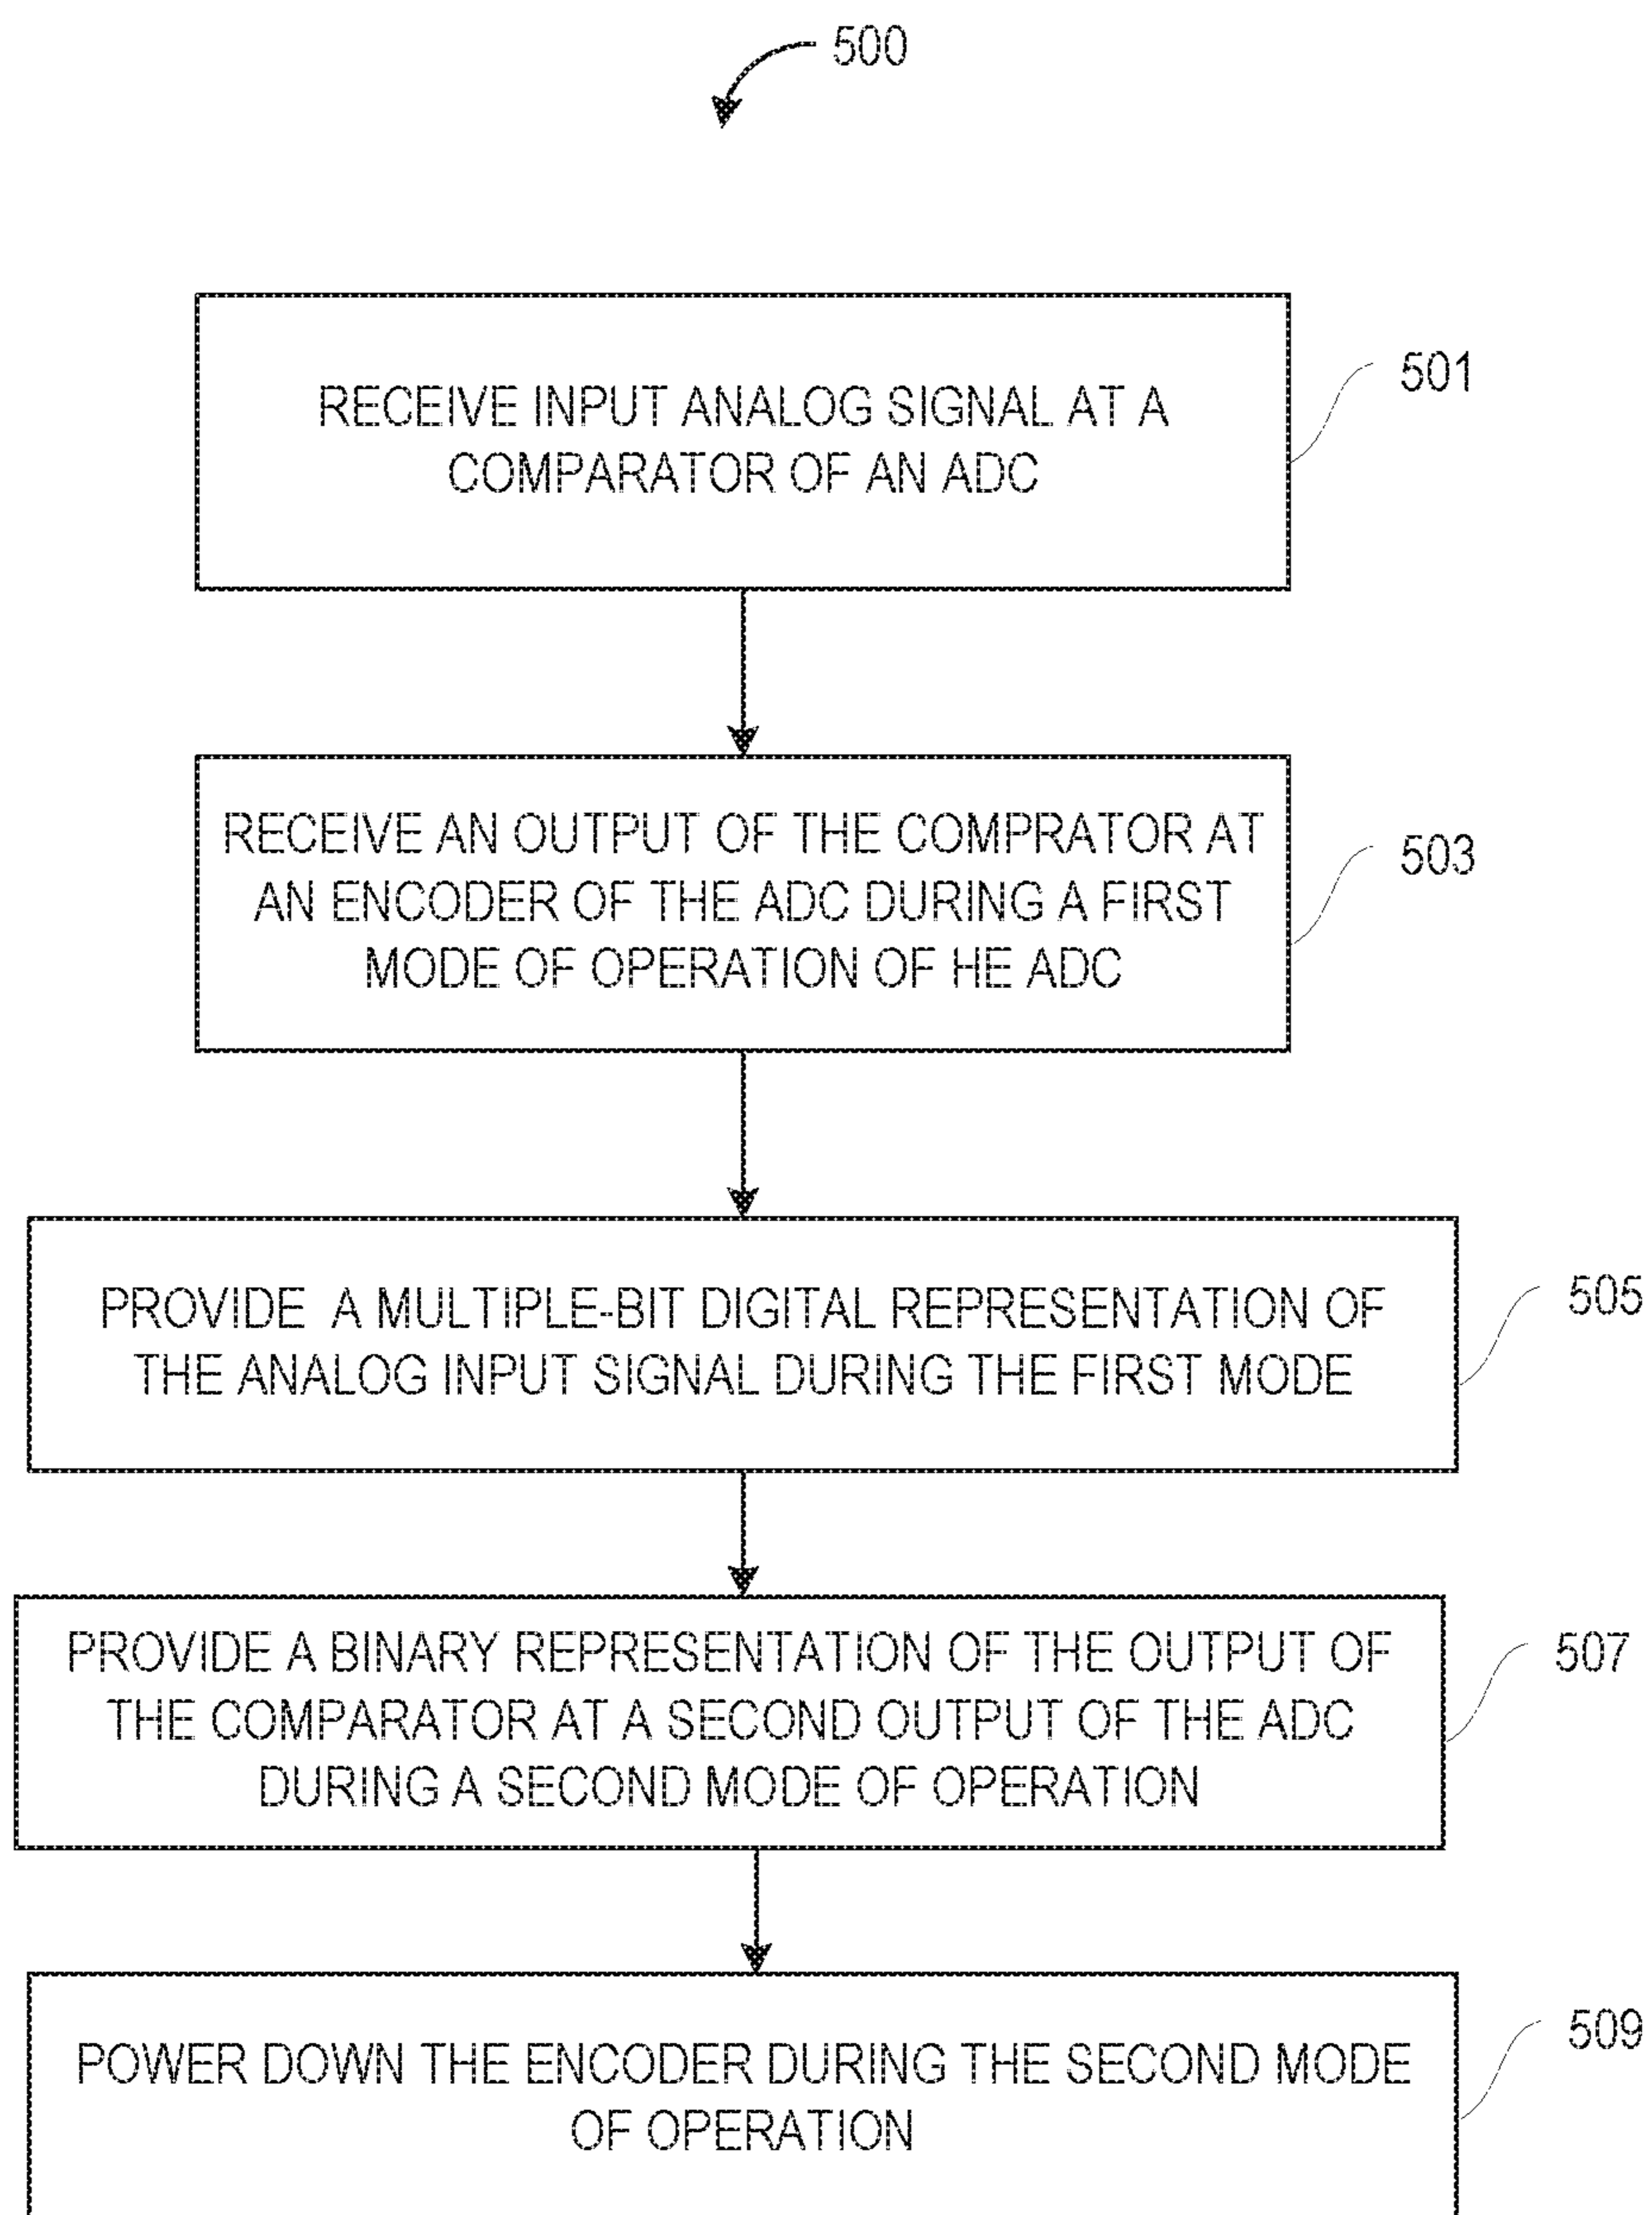 500
RECEIVE INPUT ANALOG SIGNAL AT A
COMPARATOR OF AN ADC
501
RECEIVE AN OUTPUT OF THE COMPRATOR AT
AN ENCODER OF THE ADC DURING A FIRST
MODE OF OPERATION OF HE ADC
503
PROVIDE A MULTIPLE-BIT DIGITAL REPRESENTATION OF
THE ANALOG INPUT SIGNAL DURING THE FIRST MODE
505
PROVIDE A BINARY REPRESENTATION OF THE OUTPUT OF
THE COMPARATOR AT A SECOND OUTPUT OF THE ADC
DURING A SECOND MODE OF OPERATION
507
POWER DOWN THE ENCODER DURING THE SECOND MODE
OF OPERATION
509